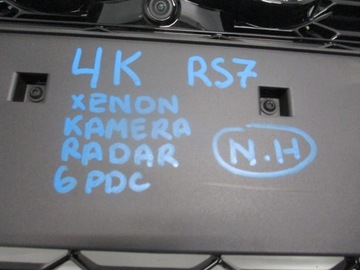 4K RS7
XENON
KAMERA
RADAR
N.H
6 PDC